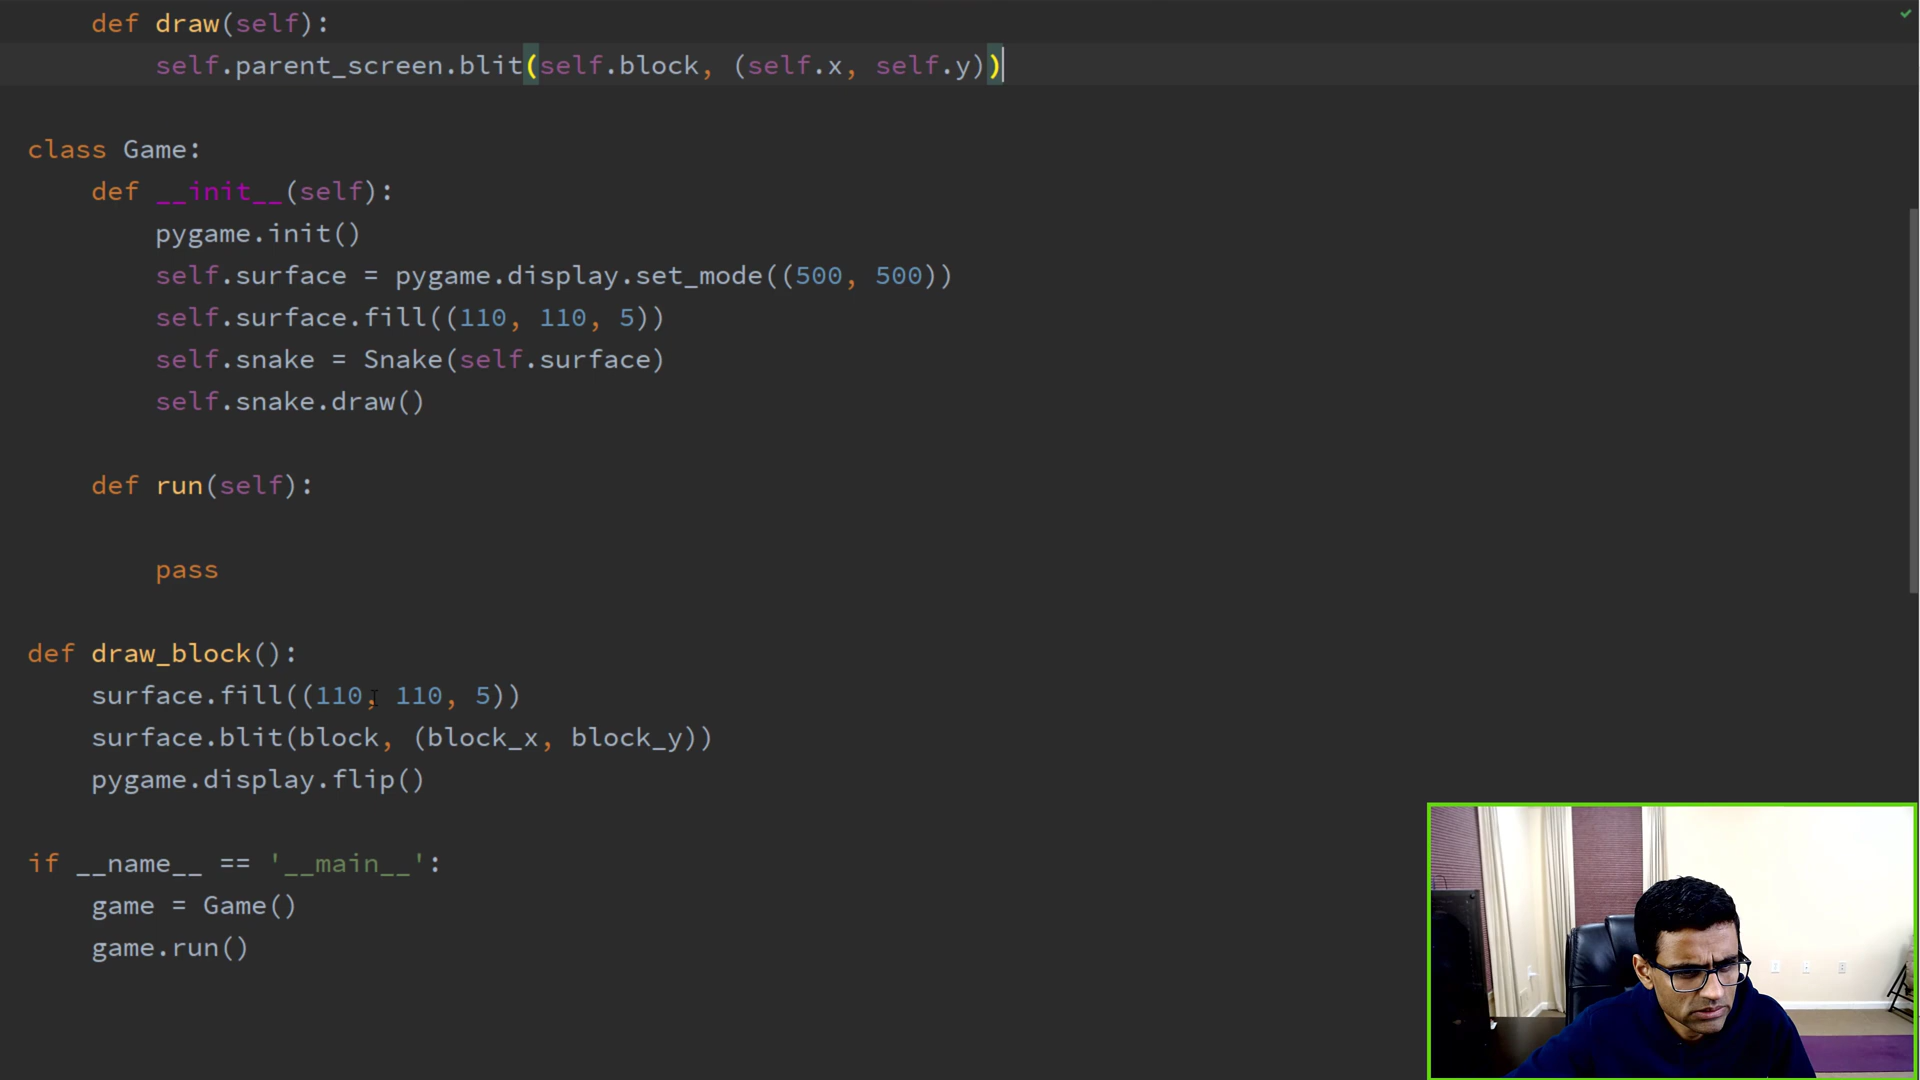 def draw(self):
self.parent_screen.blit(self.block, (self.x, self.y))
class Game:
def __init__(self):
pygame.init()
self.surface = pygame.display.set_mode((500, 500))
self.surface.fill((110, 110, 5))
self.snake = Snake(self.surface)
self.snake.draw()
def run(self):
pass
def draw_block():
surface.fill((110, 110, 5))
surface.blit(block, (block_x, block_y))
pygame.display.flip()
if __name__ == '__main__':
game = Game()
game.run()